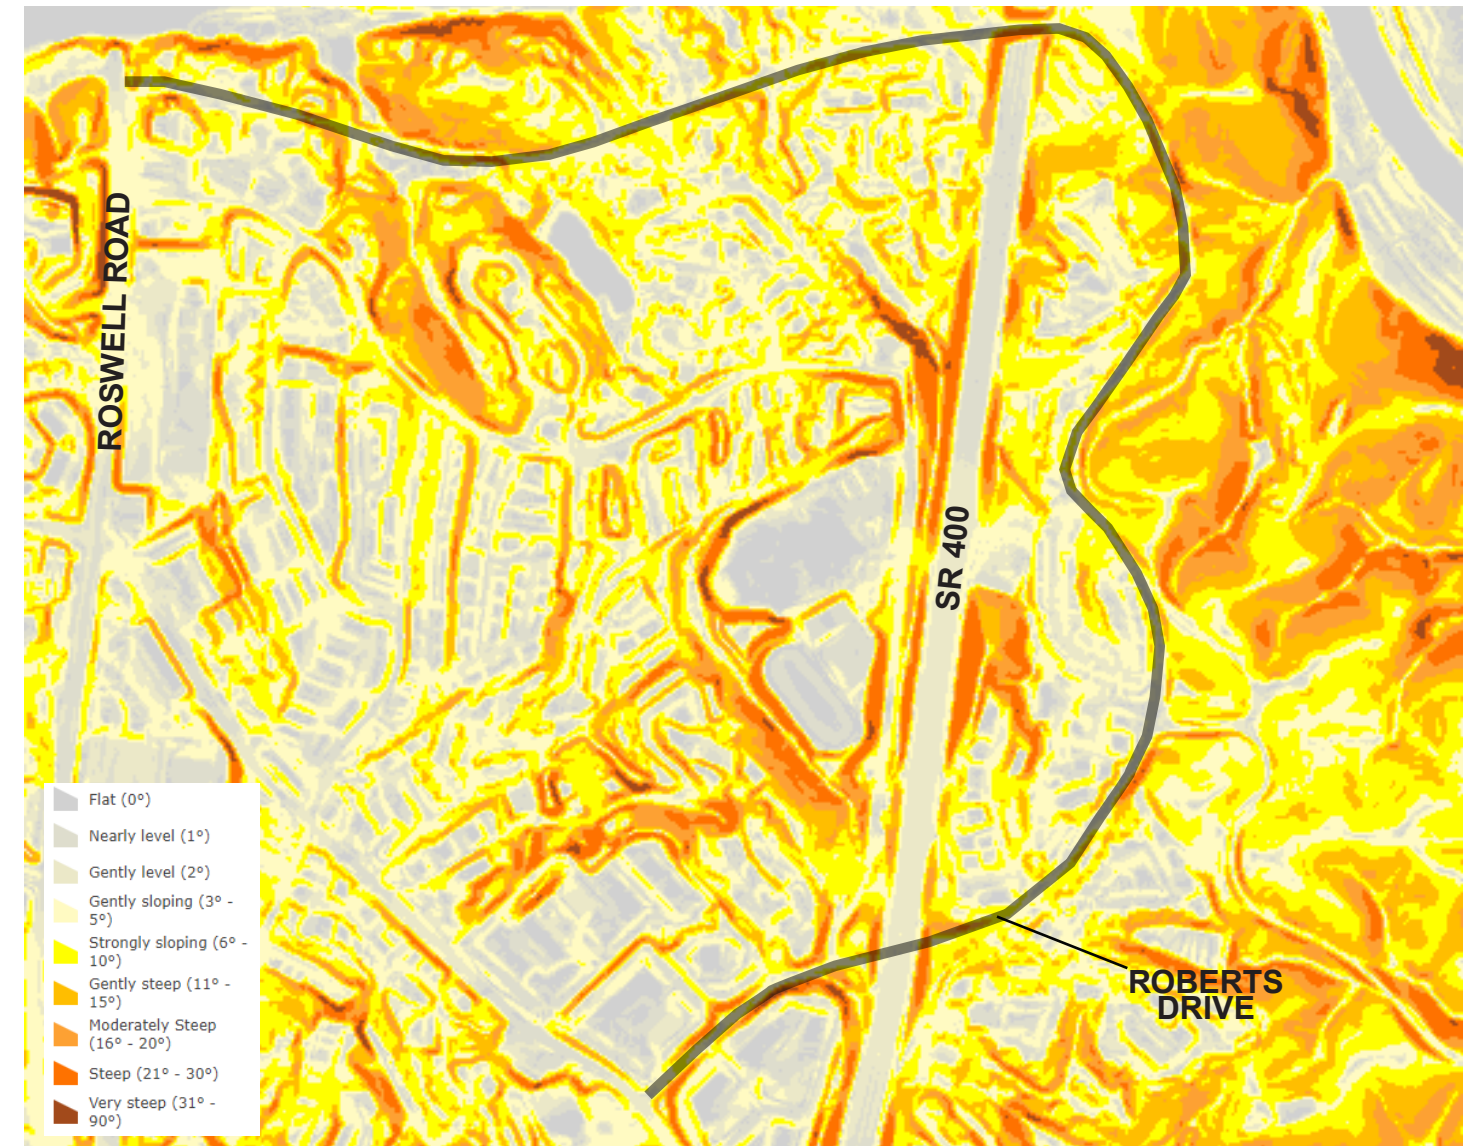 ROSWELL ROAD
SR 400
Flat (0°)
Nearly level (1°)
Gently level (2°)
Gently sloping (3° -
5°)
Strongly sloping (6° -
10°)
Gently steep (11° -
15°)
Moderately Steep
(16° - 20°)
Steep (21° - 30°)
Very steep (31° -
90°)
ROBERTS
DRIVE